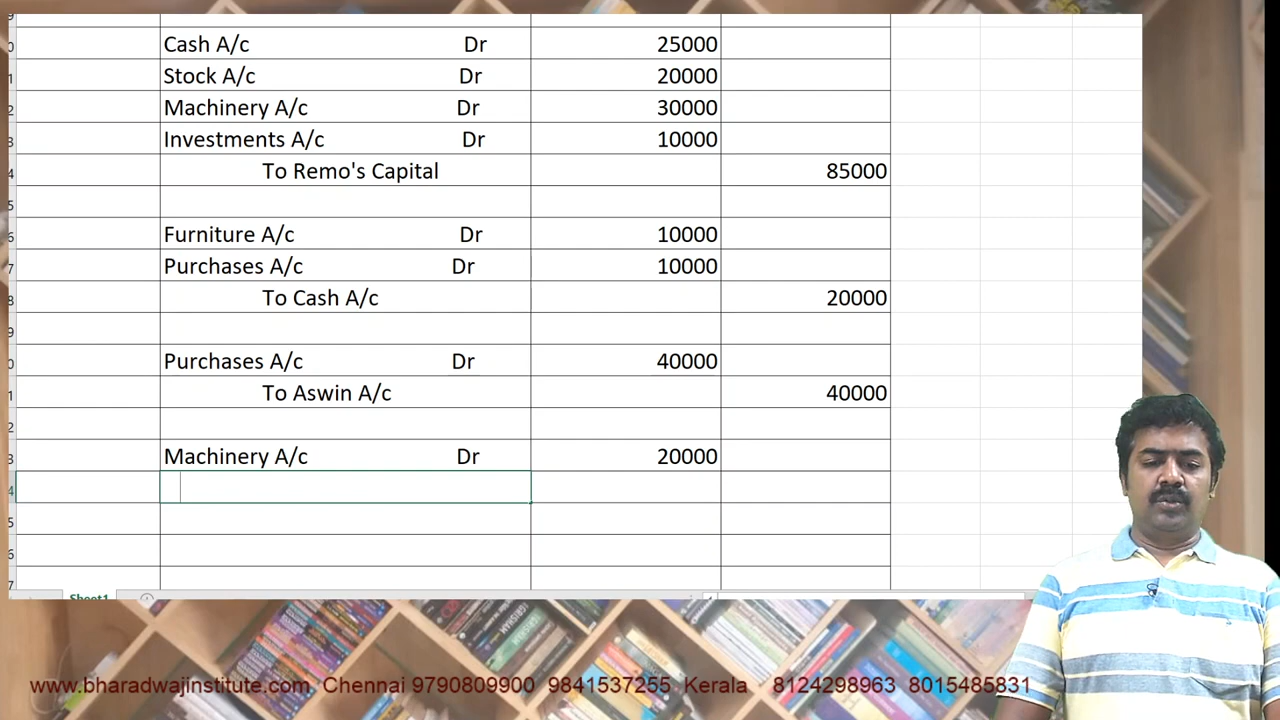 Cash A/c Dr 25000
Stock A/c Dr 20000
Machinery A/c Dr 30000
Investments A/c Dr 10000
To Remo's Capital 85000
Furniture A/c Dr 10000
Purchases A/c Dr 10000
To Cash A/c 20000
Purchases A/c Dr 40000
To Aswin A/c 40000
Machinery A/c Dr 20000
Sheet1
www.bharadwajinstitute.com Chennai 9790809900 9841537255 Kerala 8124298963 8015485831